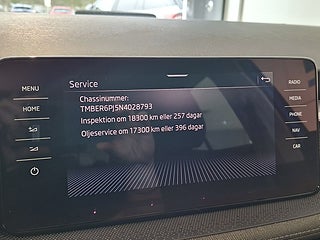 Service
MENU
HOME
Chassinummer:
TMBER6PJ5N4028793
Inspektion om 18300 km eller 257 dagar
Oljeservice om 17300 km eller 396 dagar
RADIO
MEDIA
PHONE
NAV
CAR